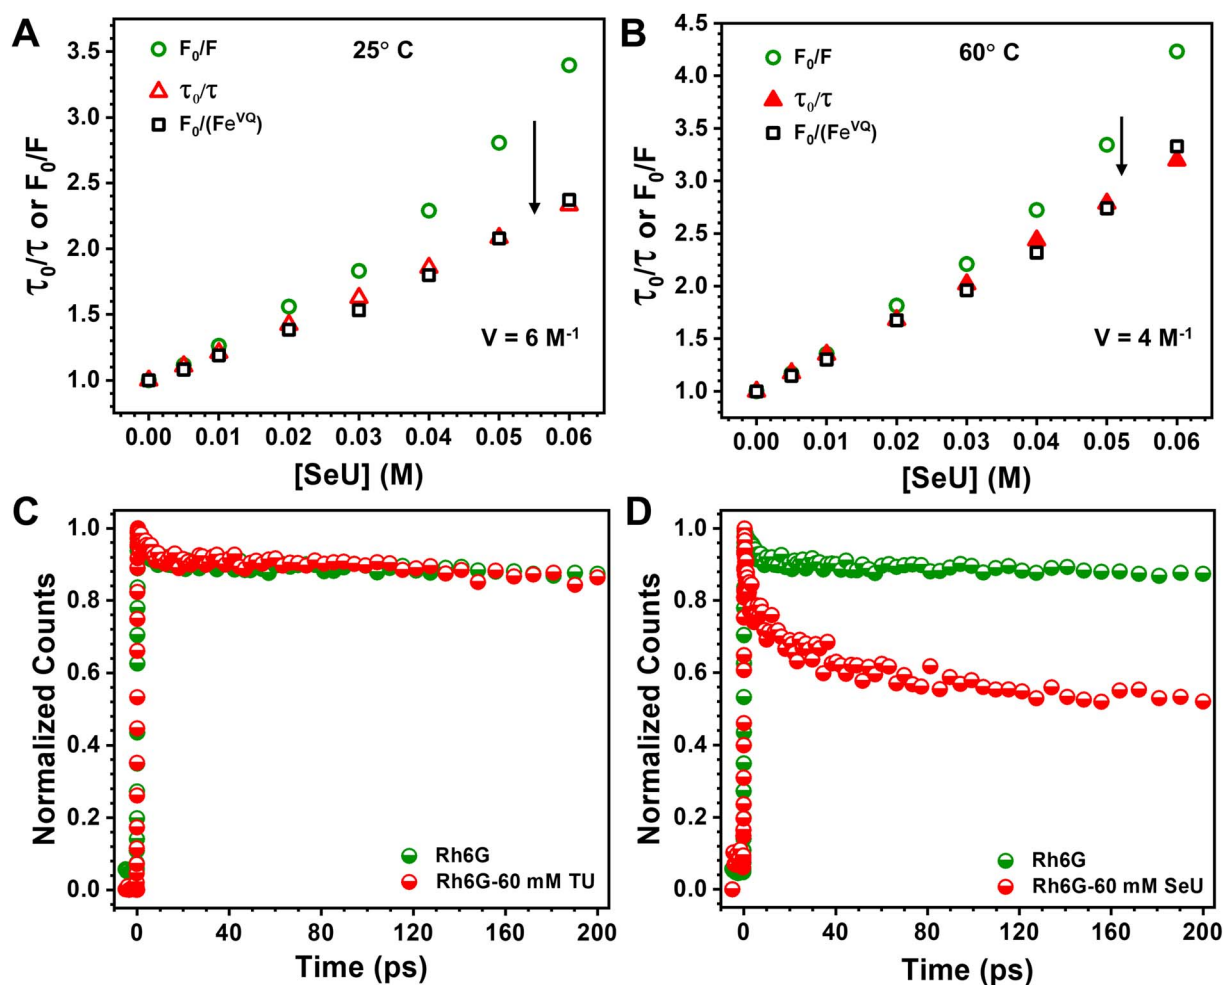 A
25° C
F₀/F
τ₀/τ
F₀/(Fe^VQ)
V = 6 M⁻¹
τ₀/τ or F₀/F
3.5
3.0
2.5
2.0
1.5
1.0
0.00 0.01 0.02 0.03 0.04 0.05 0.06
[SeU] (M)
B
60° C
F₀/F
τ₀/τ
F₀/(Fe^VQ)
V = 4 M⁻¹
τ₀/τ or F₀/F
4.5
4.0
3.5
3.0
2.5
2.0
1.5
1.0
0.00 0.01 0.02 0.03 0.04 0.05 0.06
[SeU] (M)
C
Normalized Counts
1.0
0.8
0.6
0.4
0.2
0.0
Rh6G
Rh6G-60 mM TU
0 40 80 120 160 200
Time (ps)
D
Normalized Counts
1.0
0.8
0.6
0.4
0.2
0.0
Rh6G
Rh6G-60 mM SeU
0 40 80 120 160 200
Time (ps)